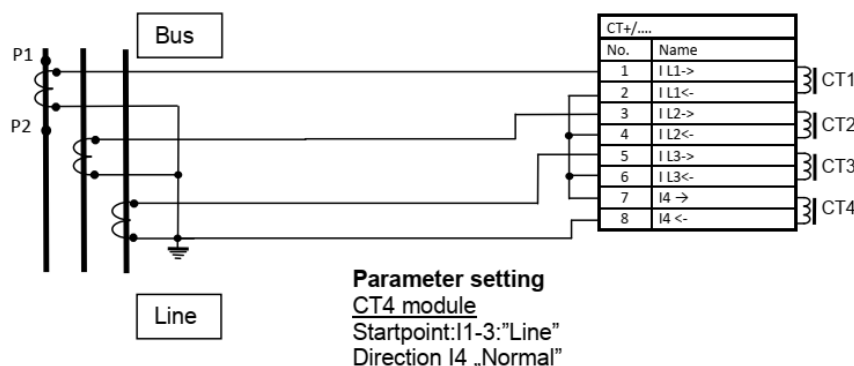 Bus
P1
P2
Line
CT+/....
No. Name
1 I L1->
2 I L1<-
3 I L2->
4 I L2<-
5 I L3->
6 I L3<-
7 I4 →
8 I4 <-
CT1
CT2
CT3
CT4
Parameter setting
CT4 module
Startpoint:I1-3:”Line”
Direction I4 „Normal”